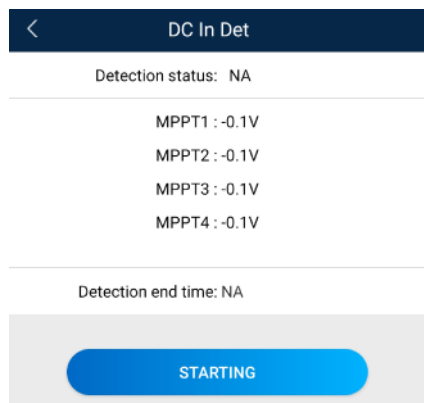 DC In Det
Detection status: NA
MPPT1 : -0.1V
MPPT2 : -0.1V
MPPT3 : -0.1V
MPPT4 : -0.1V
Detection end time: NA
STARTING